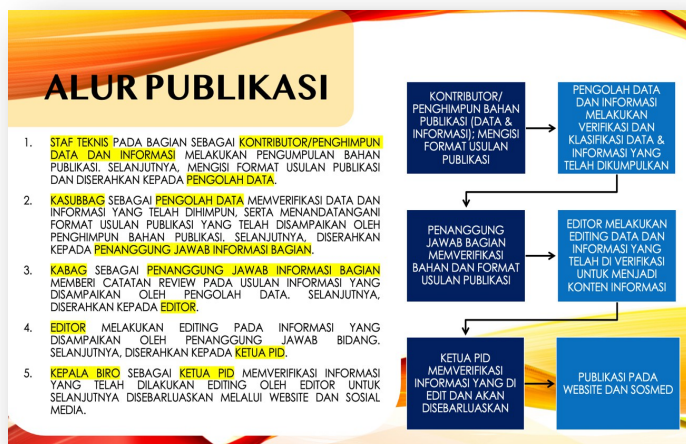 ALUR PUBLIKASI
1. STAF TEKNIS PADA BAGIAN SEBAGAI KONTRIBUTOR/PENGHIMPUN
DATA DAN INFORMASI MELAKUKAN PENGUMPULAN BAHAN
PUBLIKASI. SELANJUTNYA, MENGISI FORMAT USULAN PUBLIKASI
DAN DISERAHKAN KEPADA PENGOLAH DATA.
2. KASUBBAG SEBAGAI PENGOLAH DATA MEMVERIFIKASI DATA DAN
INFORMASI YANG TELAH DIHIMPUN, SERTA MENANDATANGANI
FORMAT USULAN PUBLIKASI YANG TELAH DISAMPAIKAN OLEH
PENGHIMPUN BAHAN PUBLIKASI. SELANJUTNYA, DISERAHKAN
KEPADA PENANGGUNG JAWAB INFORMASI BAGIAN.
3. KABAG SEBAGAI PENANGGUNG JAWAB INFORMASI BAGIAN
MEMBERI CATATAN REVIEW PADA USULAN INFORMASI YANG
DISAMPAIKAN OLEH PENGOLAH DATA. SELANJUTNYA,
DISERAHKAN KEPADA EDITOR.
4. EDITOR MELAKUKAN EDITING PADA INFORMASI YANG
DISAMPAIKAN OLEH PENANGGUNG JAWAB BIDANG.
SELANJUTNYA, DISERAHKAN KEPADA KETUA PID.
5. KEPALA BIRO SEBAGAI KETUA PID MEMVERIFIKASI INFORMASI
YANG TELAH DILAKUKAN EDITING OLEH EDITOR UNTUK
SELANJUTNYA DISEBARLUASKAN MELALUI WEBSITE DAN SOSIAL
MEDIA.
KONTRIBUTOR/
PENGHIMPUN BAHAN
PUBLIKASI (DATA &
INFORMASI); MENGISI
FORMAT USULAN
PUBLIKASI
PENGOLAH DATA
DAN INFORMASI
MELAKUKAN
VERIFIKASI DAN
KLASIFIKASI DATA &
INFORMASI YANG
TELAH DIKUMPULKAN
PENANGGUNG
JAWAB BAGIAN
MEMVERIFIKASI
BAHAN DAN FORMAT
USULAN PUBLIKASI
EDITOR MELAKUKAN
EDITING DATA DAN
INFORMASI YANG
TELAH DI VERIFIKASI
UNTUK MENJADI
KONTEN INFORMASI
KETUA PID
MEMVERIFIKASI
INFORMASI YANG DI
EDIT DAN AKAN
DISEBARLUASKAN
PUBLIKASI PADA
WEBSITE DAN SOSMED